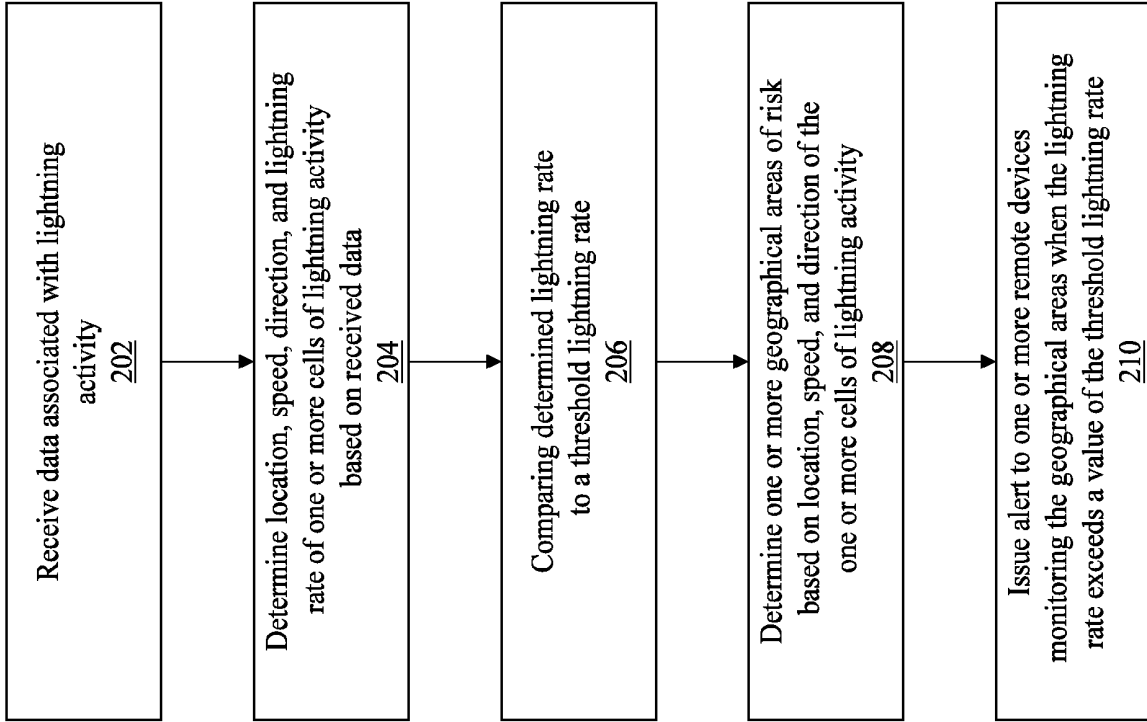 Receive data associated with lightning
activity
202
Determine location, speed, direction, and lightning
rate of one or more cells of lightning activity
based on received data
204
Comparing determined lightning rate
to a threshold lightning rate
206
Determine one or more geographical areas of risk
based on location, speed, and direction of the
one or more cells of lightning activity
208
Issue alert to one or more remote devices
monitoring the geographical areas when the lightning
rate exceeds a value of the threshold lightning rate
210